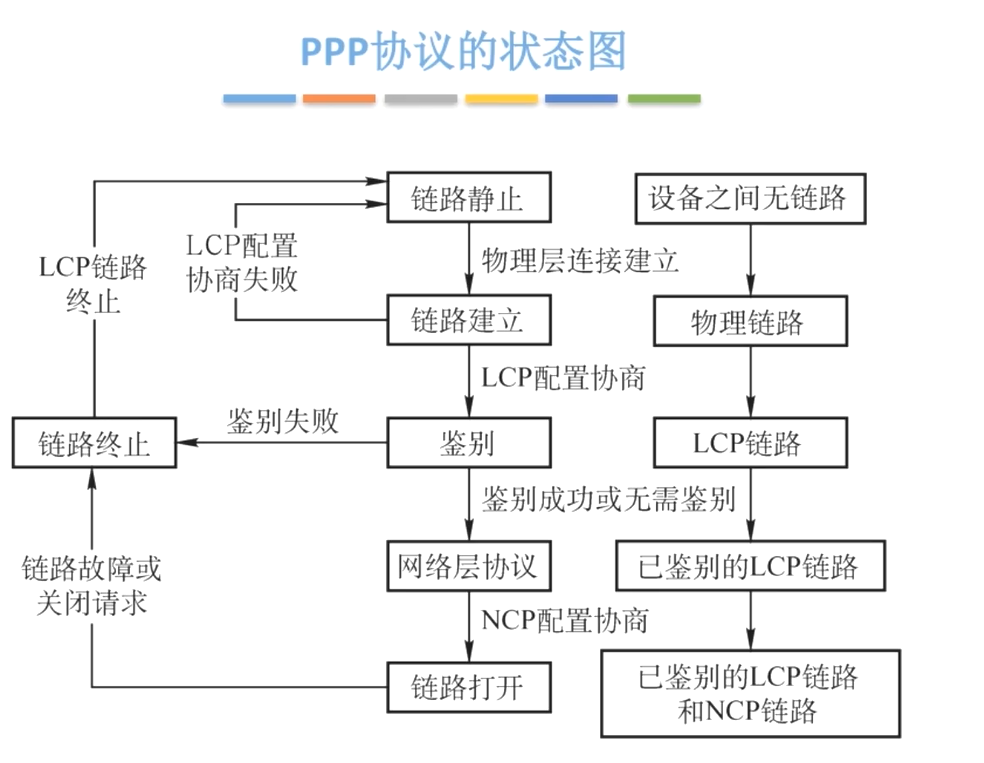 PPP协议的状态图
链路静止
设备之间无链路
LCP配置
协商失败
LCP链路
终止
物理层连接建立
链路建立
物理链路
LCP配置协商
鉴别失败
链路终止
鉴别
LCP链路
鉴别成功或无需鉴别
网络层协议
已鉴别的LCP链路
链路故障或
关闭请求
NCP配置协商
链路打开
已鉴别的LCP链路
和NCP链路